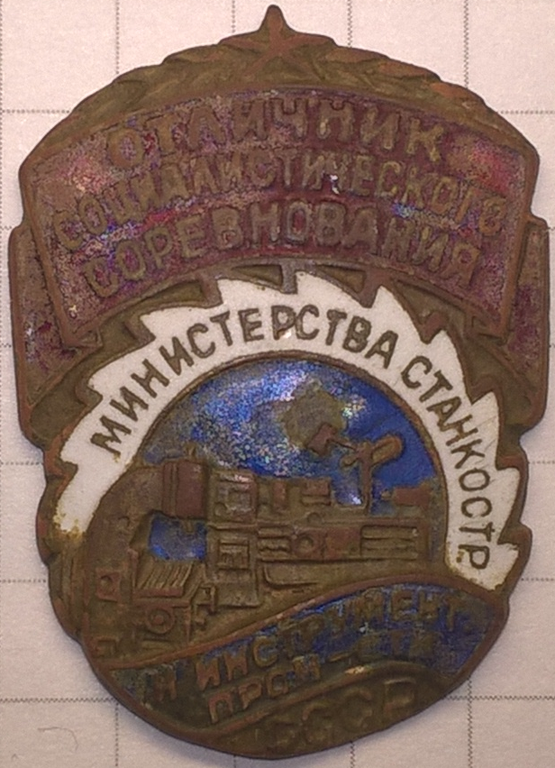 ОТЛИЧНИК
СОЦИАЛИСТИЧЕСКОГО
СОРЕВНОВАНИЯ
МИНИСТЕРСТВА СТАНКОСТР.
И ИНСТРУМЕНТ.
ПРОМ-СТИ
СССР